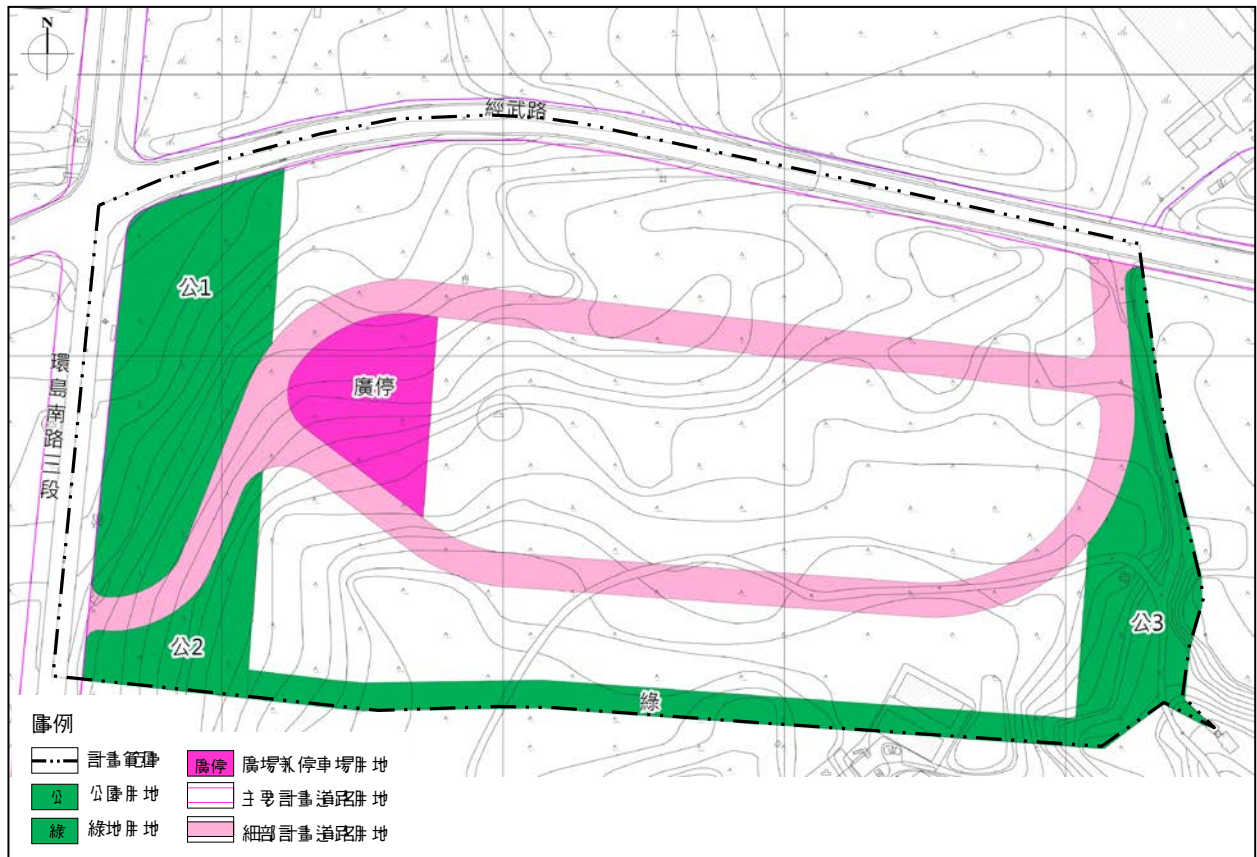 N
經武路
公1
廣停
環島南路三段
公2
公3
綠
圖例
計畫範圍
廣停 廣場兼停車場用地
公 公園用地
主要計畫道路用地
綠 綠地用地
細部計畫道路用地